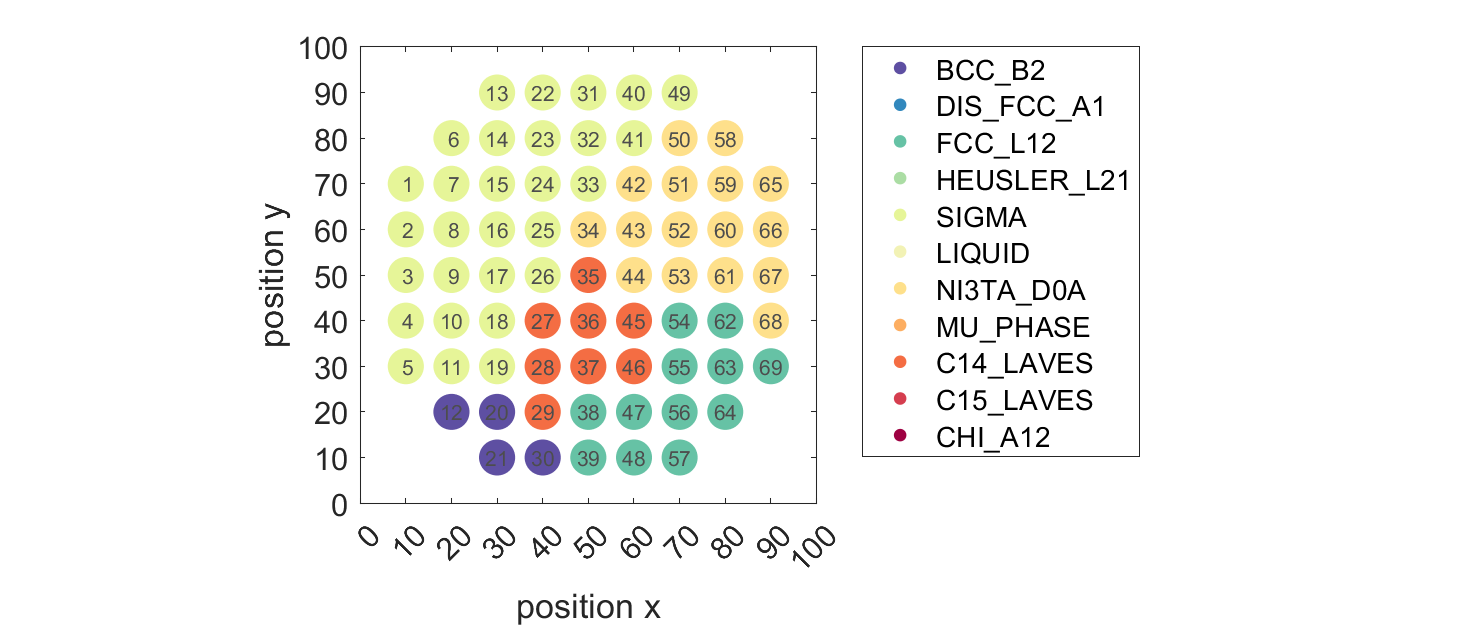 100
90 13 22 31 40 49
80 6 14 23 32 41 50 58
70 1 7 15 24 33 42 51 59 65
60 2 8 16 25 34 43 52 60 66
50 3 9 17 26 35 44 53 61 67
40 4 10 18 27 36 45 54 62 68
30 5 11 19 28 37 46 55 63 69
20 12 20 29 38 47 56 64
10 21 30 39 48 57
0
0 10 20 30 40 50 60 70 80 90 100
position x
position y
BCC_B2
DIS_FCC_A1
FCC_L12
HEUSLER_L21
SIGMA
LIQUID
NI3TA_D0A
MU_PHASE
C14_LAVES
C15_LAVES
CHI_A12